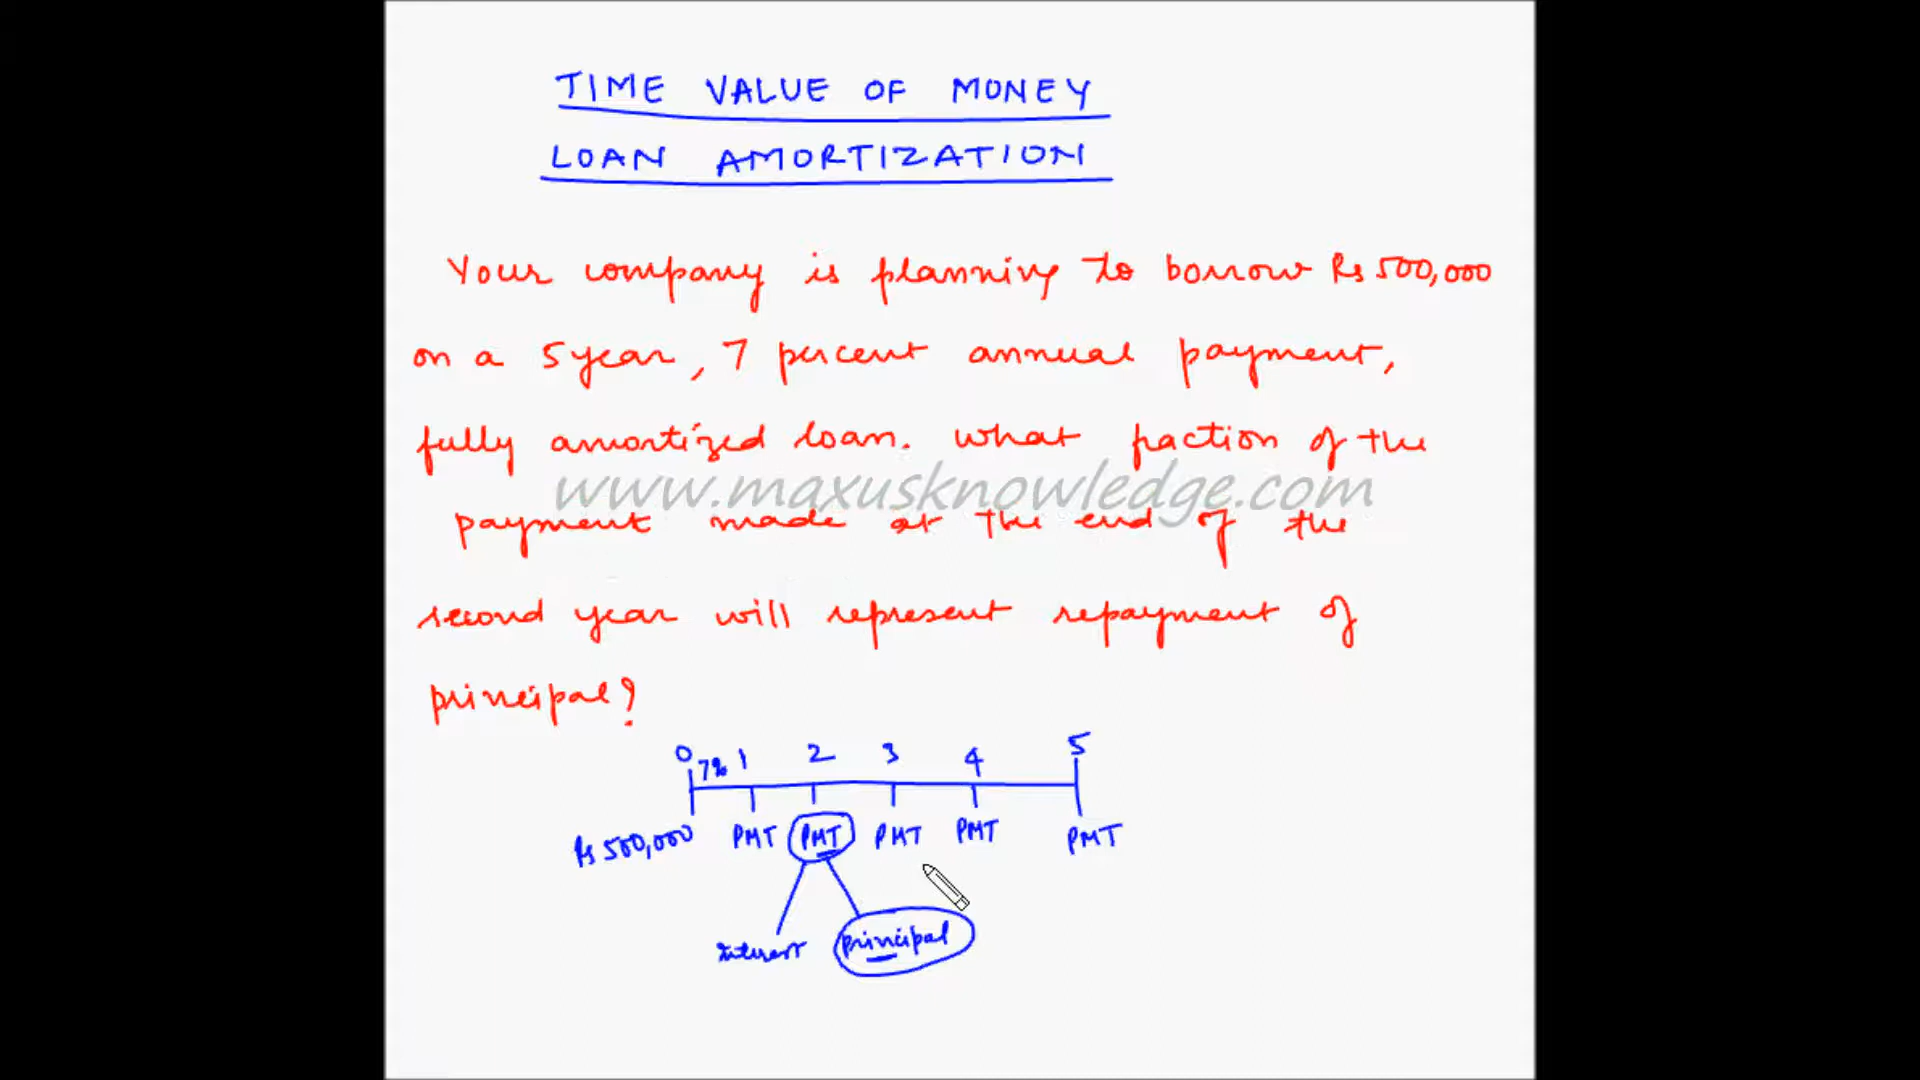 TIME VALUE OF MONEY
LOAN AMORTIZATION
Your company is planning to borrow Rs 500,000
on a 5 year, 7 percent annual payment,
fully amortized loan. What fraction of the
www.maxusknowledge.com
payment made at the end of the
second year will represent repayment of
principal?
0 7% 1 2 3 4 5
Rs 500,000 PMT PMT PMT PMT PMT
interest principal